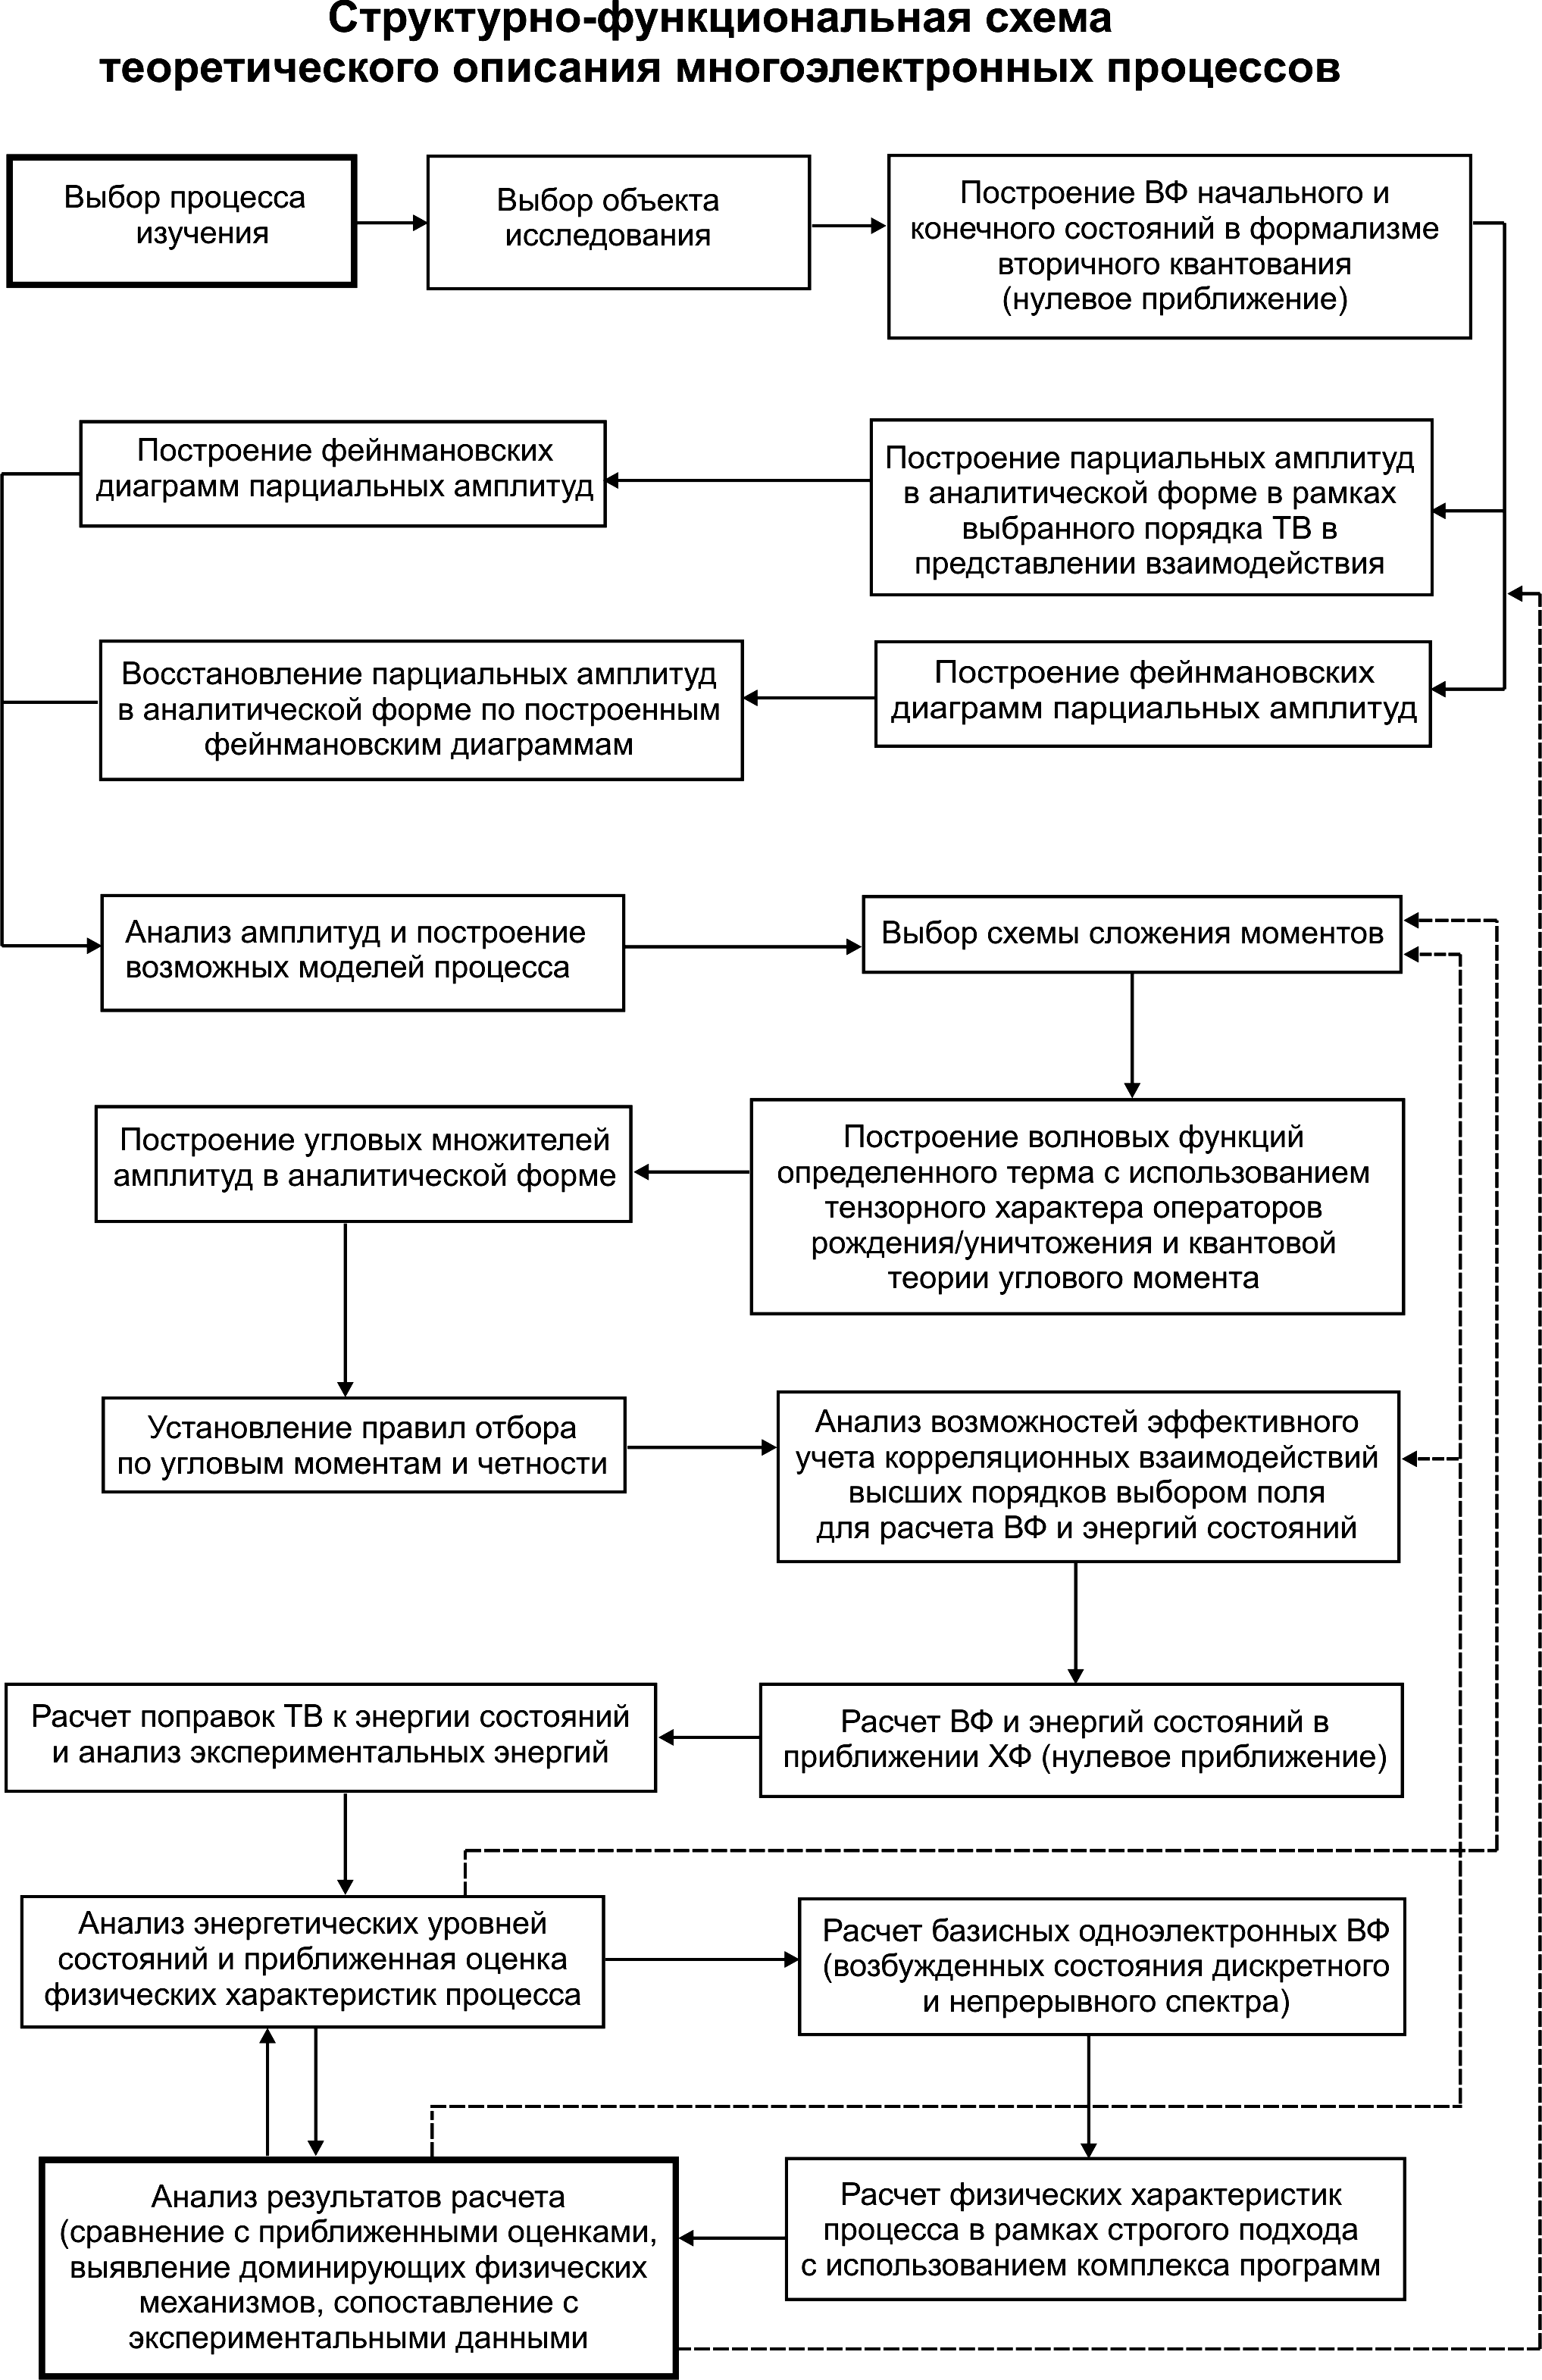 Структурно-функциональная схема
теоретического описания многоэлектронных процессов
Выбор процесса
изучения
Выбор объекта
исследования
Построение ВФ начального и
конечного состояний в формализме
вторичного квантования
(нулевое приближение)
Построение парциальных амплитуд
в аналитической форме в рамках
выбранного порядка ТВ в
представлении взаимодействия
Построение фейнмановских
диаграмм парциальных амплитуд
Построение фейнмановских
диаграмм парциальных амплитуд
Восстановление парциальных амплитуд
в аналитической форме по построенным
фейнмановским диаграммам
Анализ амплитуд и построение
возможных моделей процесса
Выбор схемы сложения моментов
Построение волновых функций
определенного терма с использованием
тензорного характера операторов
рождения/уничтожения и квантовой
теории углового момента
Построение угловых множителей
амплитуд в аналитической форме
Установление правил отбора
по угловым моментам и четности
Анализ возможностей эффективного
учета корреляционных взаимодействий
высших порядков выбором поля
для расчета ВФ и энергий состояний
Расчет ВФ и энергий состояний в
приближении ХФ (нулевое приближение)
Расчет поправок ТВ к энергии состояний
и анализ экспериментальных энергий
Анализ энергетических уровней
состояний и приближенная оценка
физических характеристик процесса
Расчет базисных одноэлектронных ВФ
(возбужденных состояния дискретного
и непрерывного спектра)
Расчет физических характеристик
процесса в рамках строгого подхода
с использованием комплекса программ
Анализ результатов расчета
(сравнение с приближенными оценками,
выявление доминирующих физических
механизмов, сопоставление с
экспериментальными данными